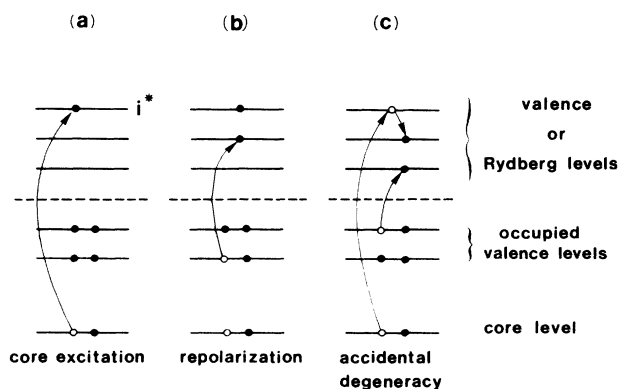 (a) (b) (c)
i*
valence
or
Rydberg levels
occupied
valence levels
core level
core excitation
repolarization
accidental
degeneracy